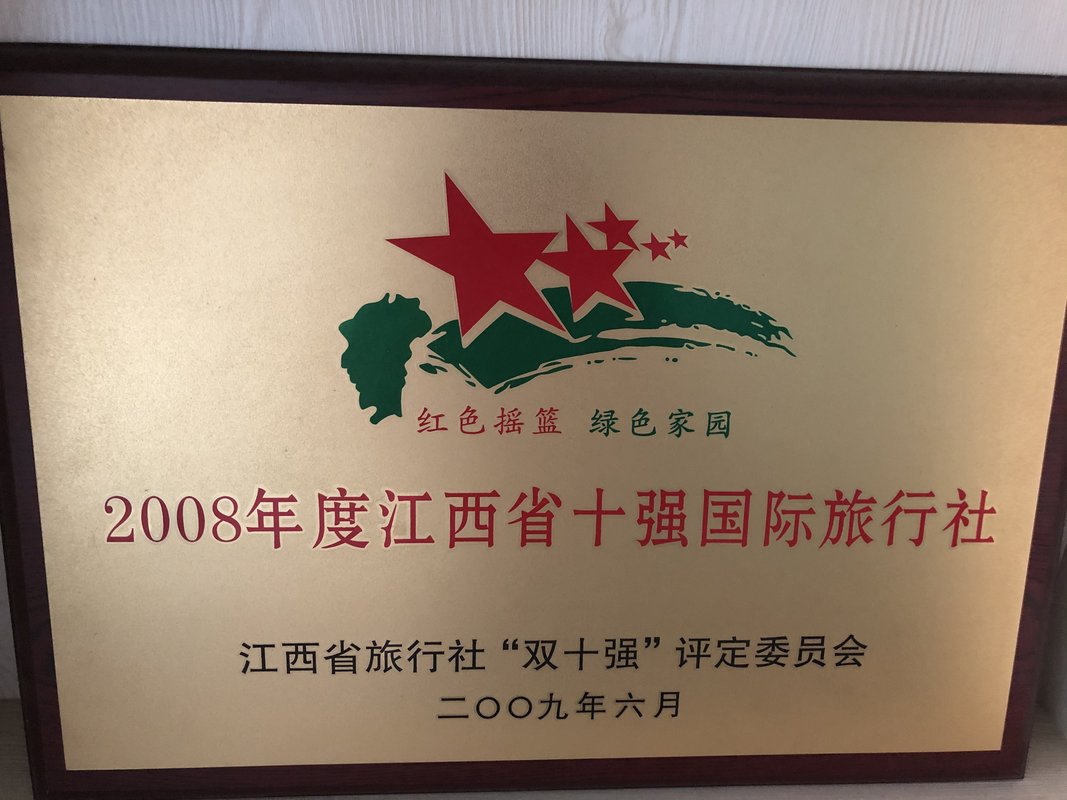 红色摇篮 绿色家园
2008年度江西省十强国际旅行社
江西省旅行社“双十强”评定委员会
二〇〇九年六月